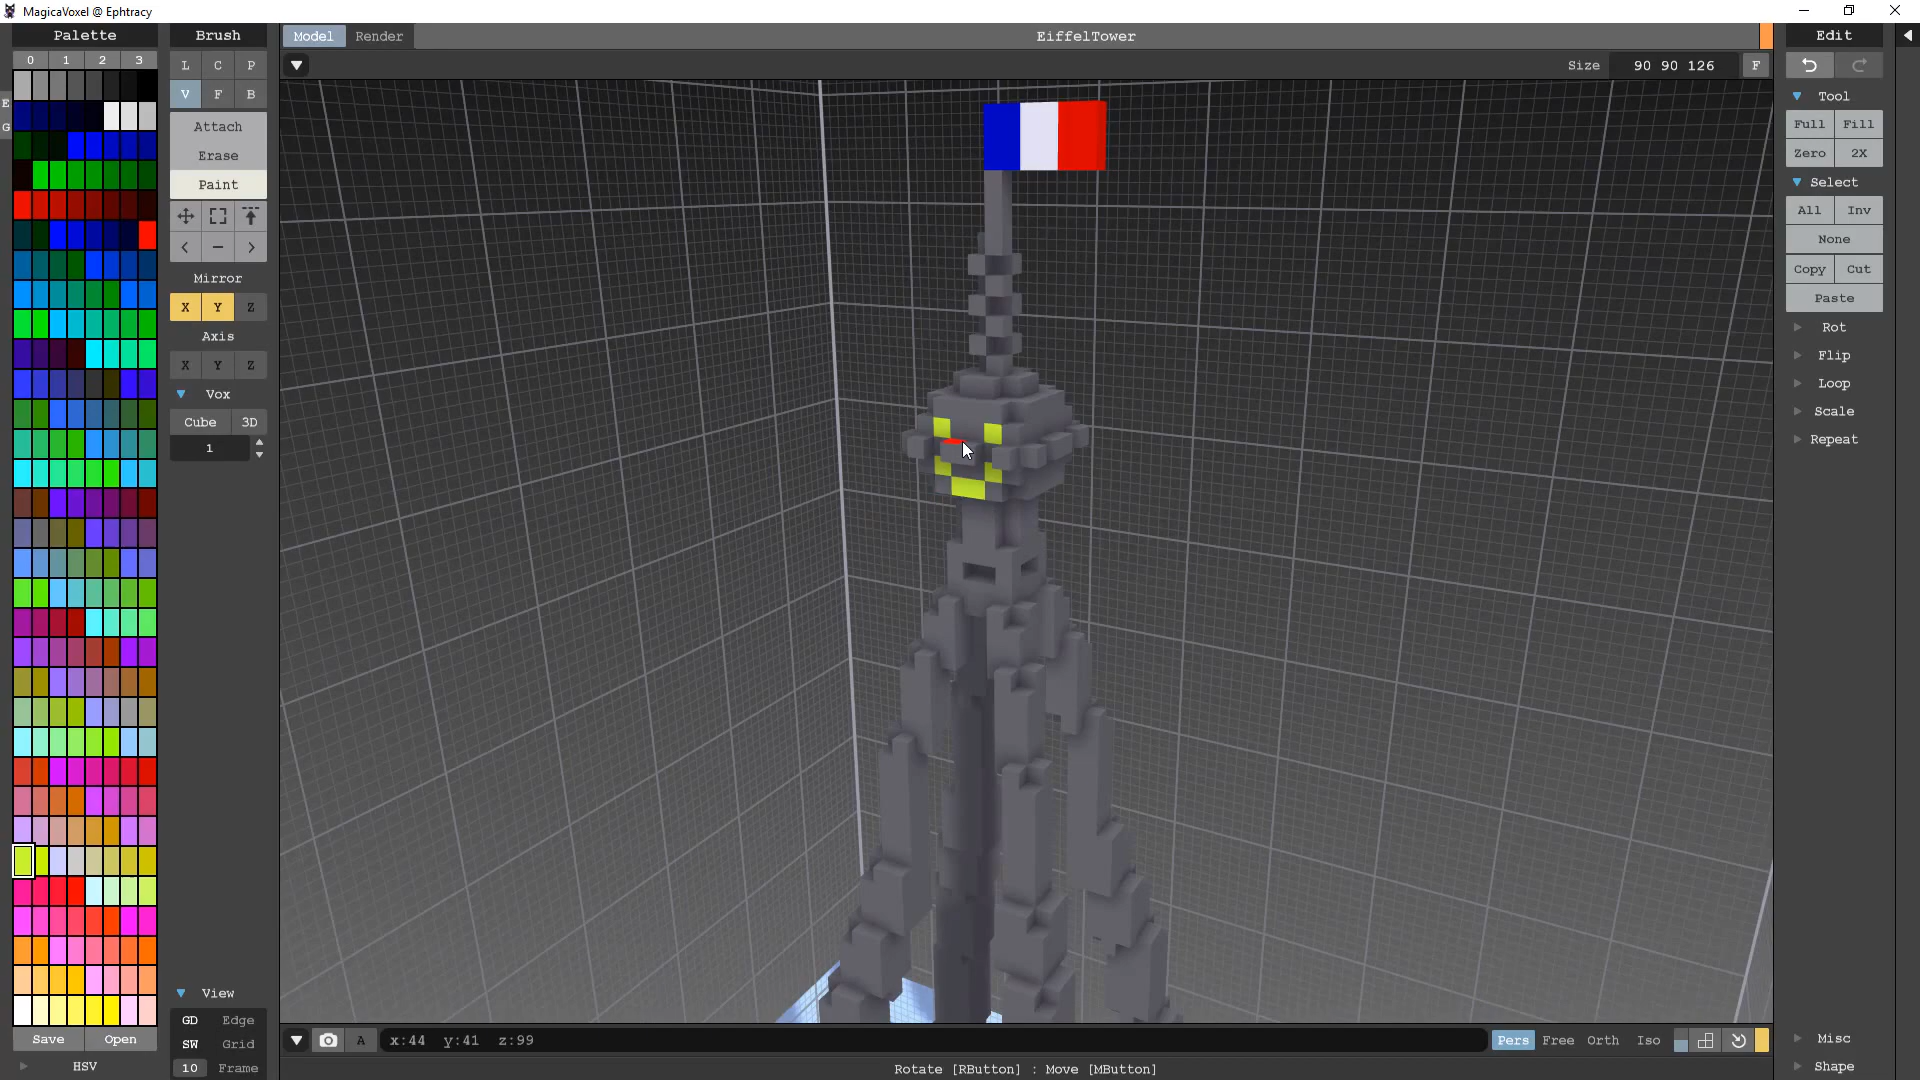 MagicaVoxel @ Ephtracy
Palette
0 1 2 3
E
G
Save Open
HSV
Brush
L C P
V F B
Attach
Erase
Paint
Mirror
X Y Z
Axis
X Y Z
Vox
Cube 3D
1
View
GD Edge
SW Grid
10 Frame
Model Render
EiffelTower
Size 90 90 126 F
A x:44 y:41 z:99
Pers Free Orth Iso
Rotate [RButton] : Move [MButton]
Edit
Tool
Full Fill
Zero 2X
Select
All Inv
None
Copy Cut
Paste
Rot
Flip
Loop
Scale
Repeat
Misc
Shape